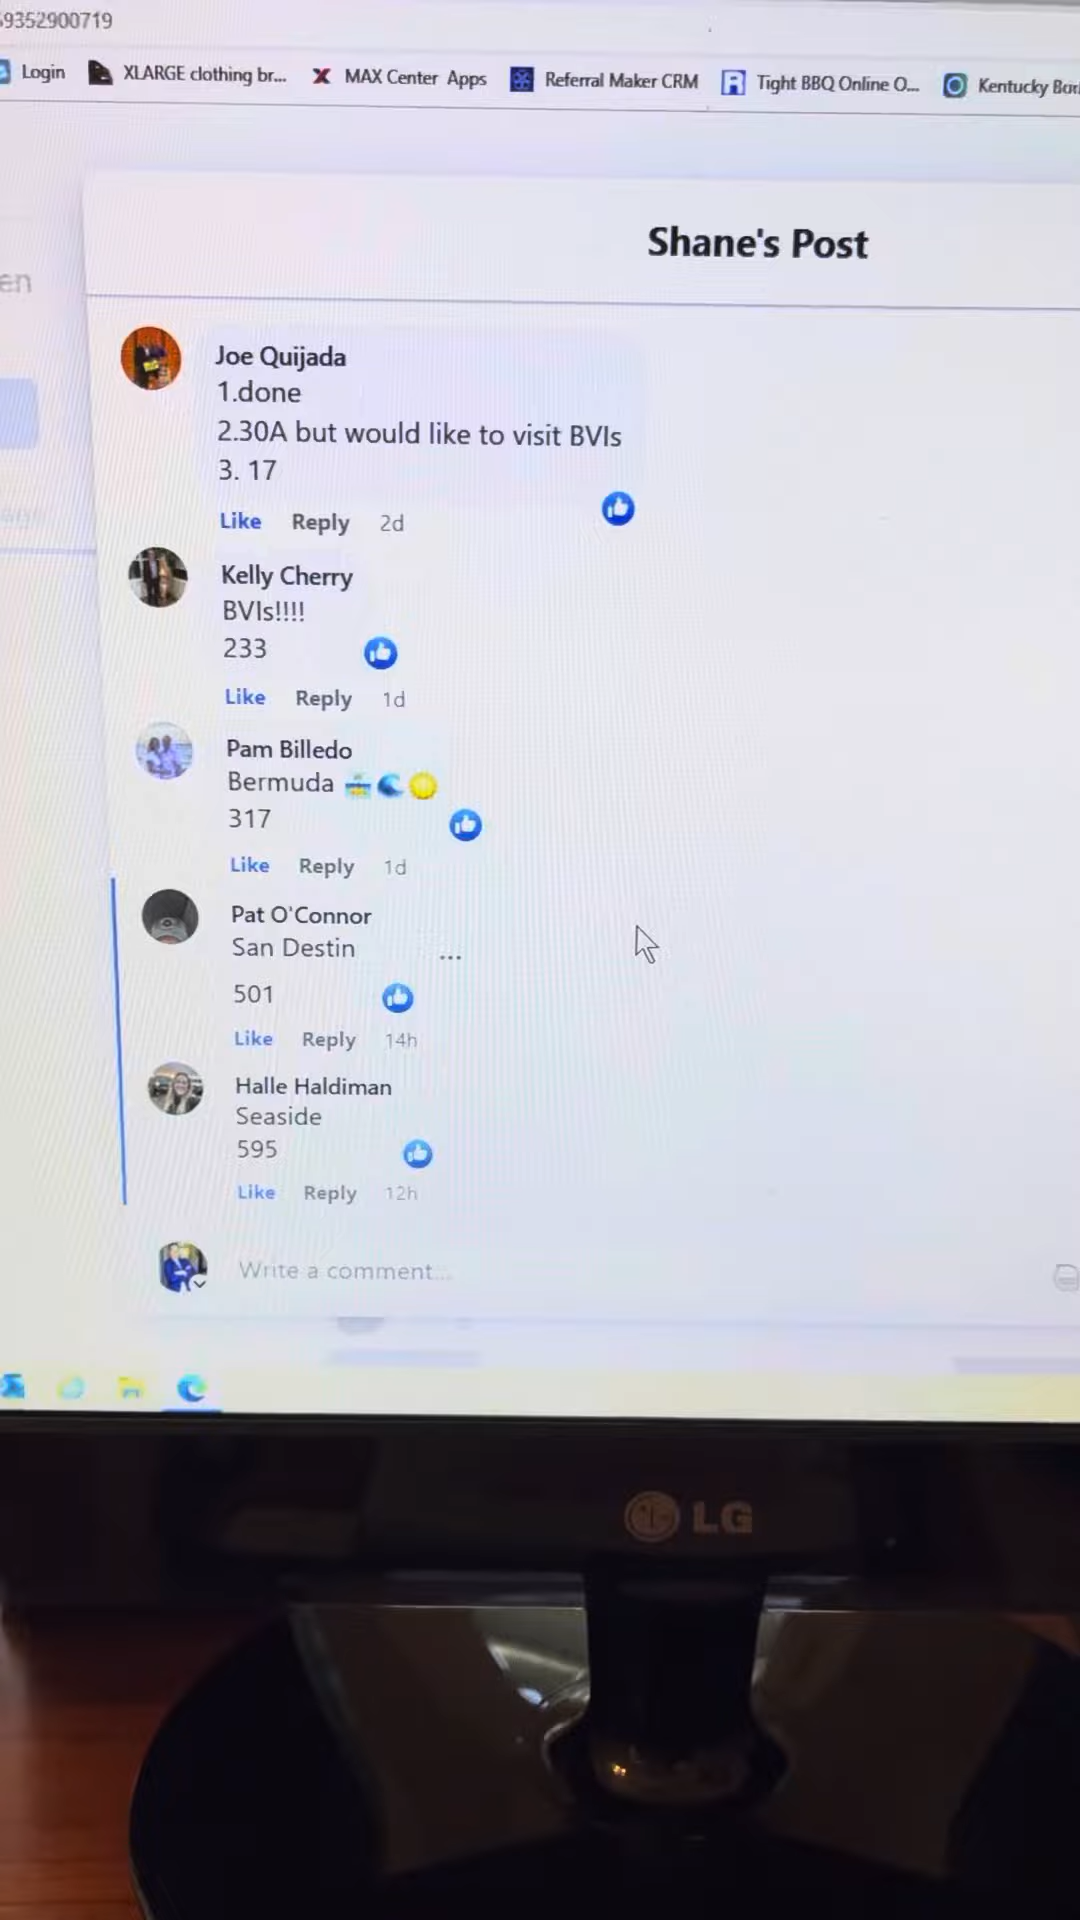 59352900719
Login XLARGE clothing br... MAX Center Apps Referral Maker CRM Tight BBQ Online O... Kentucky
Shane's Post
en
Joe Quijada
1.done
2.30A but would like to visit BVIs
3. 17
Like Reply 2d
Kelly Cherry
BVIs!!!!
233
Like Reply 1d
Pam Billedo
Bermuda 🏝️🌊🌞
317
Like Reply 1d
Pat O'Connor
San Destin ...
501
Like Reply 14h
Halle Haldiman
Seaside
595
Like Reply 12h
Write a comment...
LG